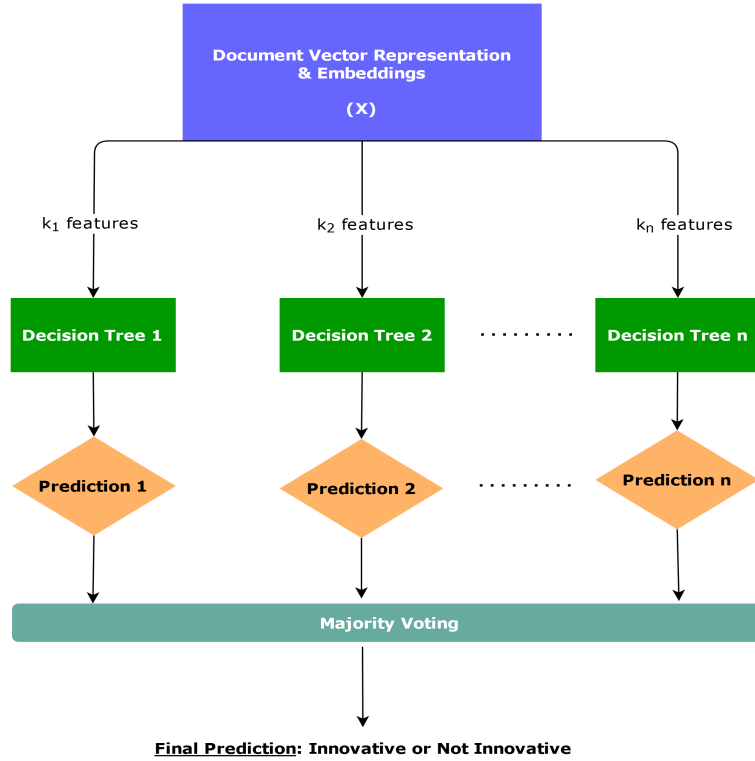 Document Vector Representation
& Embeddings
(X)
k₁ features
k₂ features
kₙ features
Decision Tree 1
Decision Tree 2
Decision Tree n
Prediction 1
Prediction 2
Prediction n
Majority Voting
Final Prediction: Innovative or Not Innovative